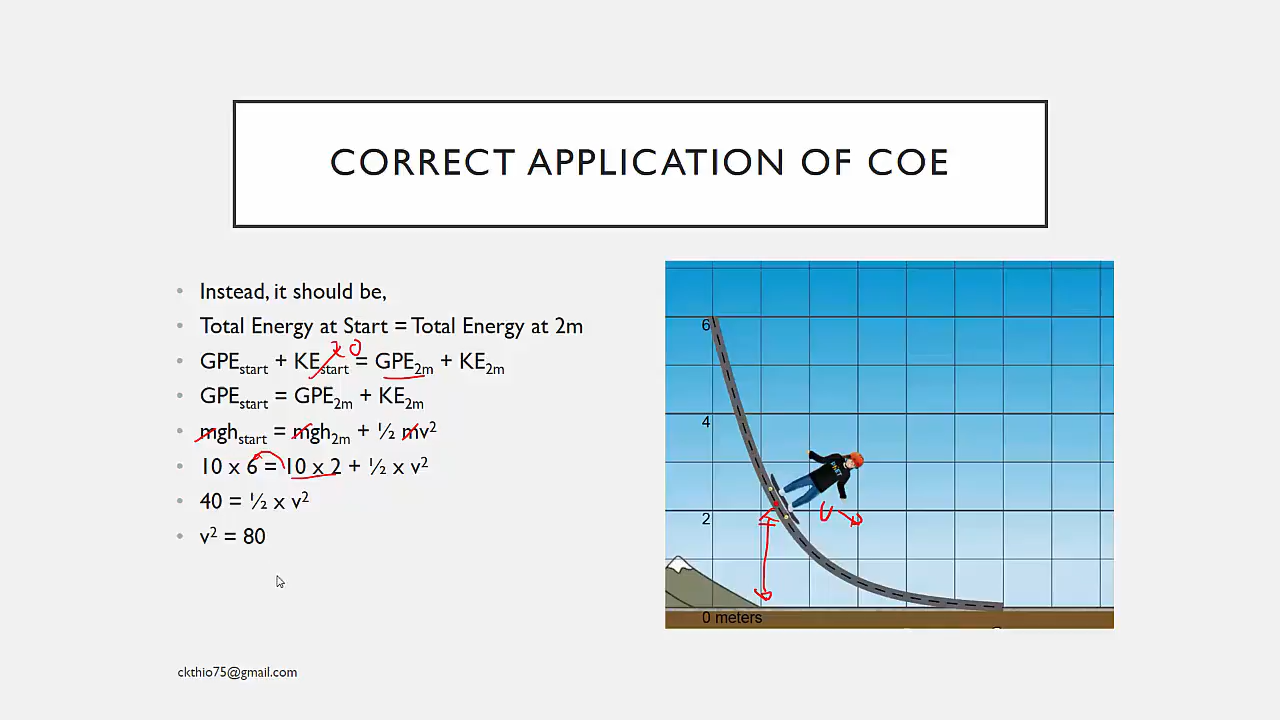 CORRECT APPLICATION OF COE
Instead, it should be,
Total Energy at Start = Total Energy at 2m
GPEstart + KEstart = GPE2m + KE2m
0
GPEstart = GPE2m + KE2m
mghstart = mgh2m + ½ mv²
10 x 6 = 10 x 2 + ½ x v²
40 = ½ x v²
v² = 80
6
4
2
0 meters
v
ckthio75@gmail.com